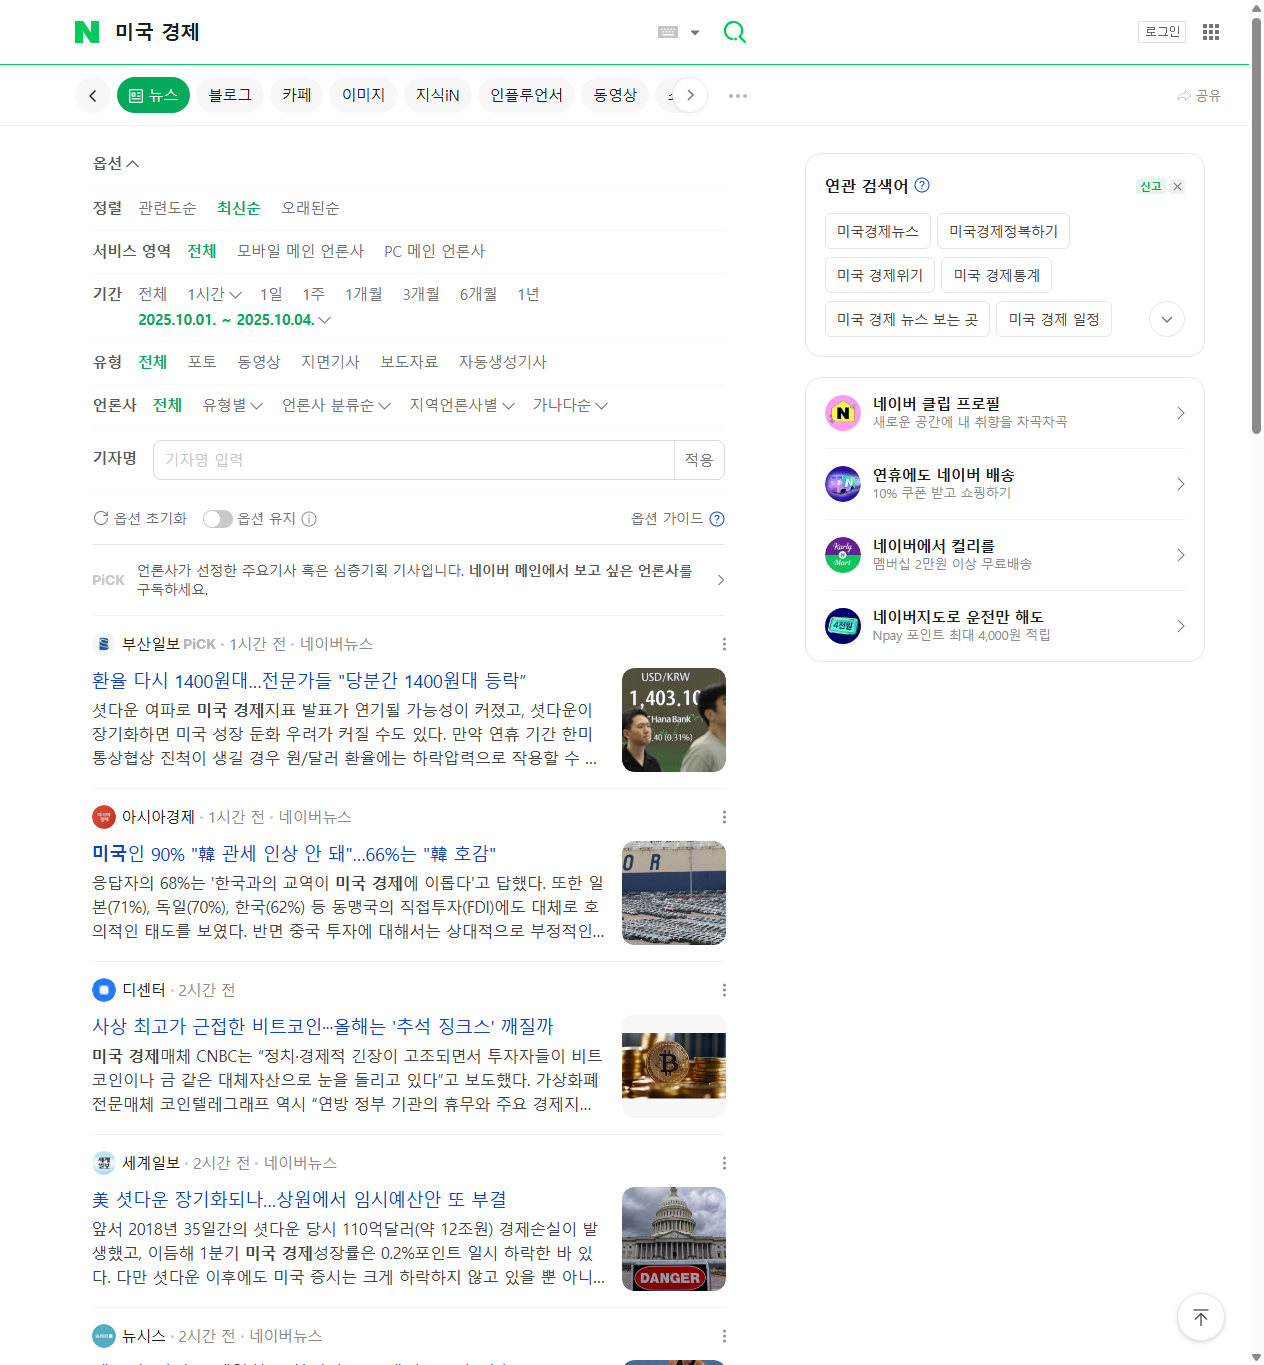 미국 경제
로그인
뉴스
블로그
카페
이미지
지식iN
인플루언서
동영상
공유
옵션
정렬 관련도순 최신순 오래된순
서비스 영역 전체 모바일 메인 언론사 PC 메인 언론사
기간 전체 1시간 1일 1주 1개월 3개월 6개월 1년
2025.10.01. ~ 2025.10.04.
유형 전체 포토 동영상 지면기사 보도자료 자동생성기사
언론사 전체 유형별 언론사 분류순 지역언론사별 가나다순
기자명 기자명 입력 적용
옵션 초기화 옵션 유지 옵션 가이드
PiCK 언론사가 선정한 주요기사 혹은 심층기획 기사입니다. 네이버 메인에서 보고 싶은 언론사를
구독하세요.
부산일보 PiCK · 1시간 전 · 네이버뉴스
환율 다시 1400원대…전문가들 "당분간 1400원대 등락“
셧다운 여파로 미국 경제지표 발표가 연기될 가능성이 커졌고, 셧다운이
장기화하면 미국 성장 둔화 우려가 커질 수도 있다. 만약 연휴 기간 한미
통상협상 진척이 생길 경우 원/달러 환율에는 하락압력으로 작용할 수 ...
USD/KRW
1,403.10
Hana Bank
.40 (0.31%)
아시아경제 · 1시간 전 · 네이버뉴스
미국인 90% "韓 관세 인상 안 돼"…66%는 "韓 호감"
응답자의 68%는 '한국과의 교역이 미국 경제에 이롭다'고 답했다. 또한 일
본(71%), 독일(70%), 한국(62%) 등 동맹국의 직접투자(FDI)에도 대체로 호
의적인 태도를 보였다. 반면 중국 투자에 대해서는 상대적으로 부정적인...
O R
디센터 · 2시간 전
사상 최고가 근접한 비트코인···올해는 '추석 징크스' 깨질까
미국 경제매체 CNBC는 “정치·경제적 긴장이 고조되면서 투자자들이 비트
코인이나 금 같은 대체자산으로 눈을 돌리고 있다”고 보도했다. 가상화폐
전문매체 코인텔레그래프 역시 “연방 정부 기관의 휴무와 주요 경제지...
세계일보 · 2시간 전 · 네이버뉴스
美 셧다운 장기화되나…상원에서 임시예산안 또 부결
앞서 2018년 35일간의 셧다운 당시 110억달러(약 12조원) 경제손실이 발
생했고, 이듬해 1분기 미국 경제성장률은 0.2%포인트 일시 하락한 바 있
다. 다만 셧다운 이후에도 미국 증시는 크게 하락하지 않고 있을 뿐 아니...
DANGER
뉴시스 · 2시간 전 · 네이버뉴스
연관 검색어
신고
미국경제뉴스
미국경제정복하기
미국 경제위기
미국 경제통계
미국 경제 뉴스 보는 곳
미국 경제 일정
네이버 클립 프로필
새로운 공간에 내 취향을 차곡차곡
연휴에도 네이버 배송
10% 쿠폰 받고 쇼핑하기
Kurly
N
Mart
네이버에서 컬리를
멤버십 2만원 이상 무료배송
4천원
네이버지도로 운전만 해도
Npay 포인트 최대 4,000원 적립